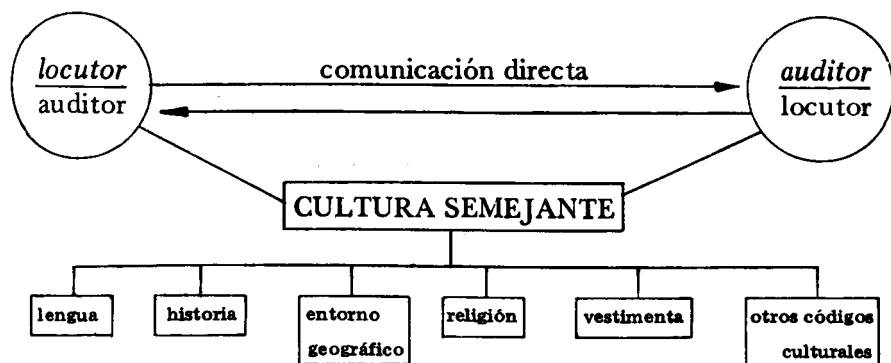 locutor
auditor
comunicación directa
auditor
locutor
CULTURA SEMEJANTE
lengua
historia
entorno
geográfico
religión
vestimenta
otros códigos
culturales